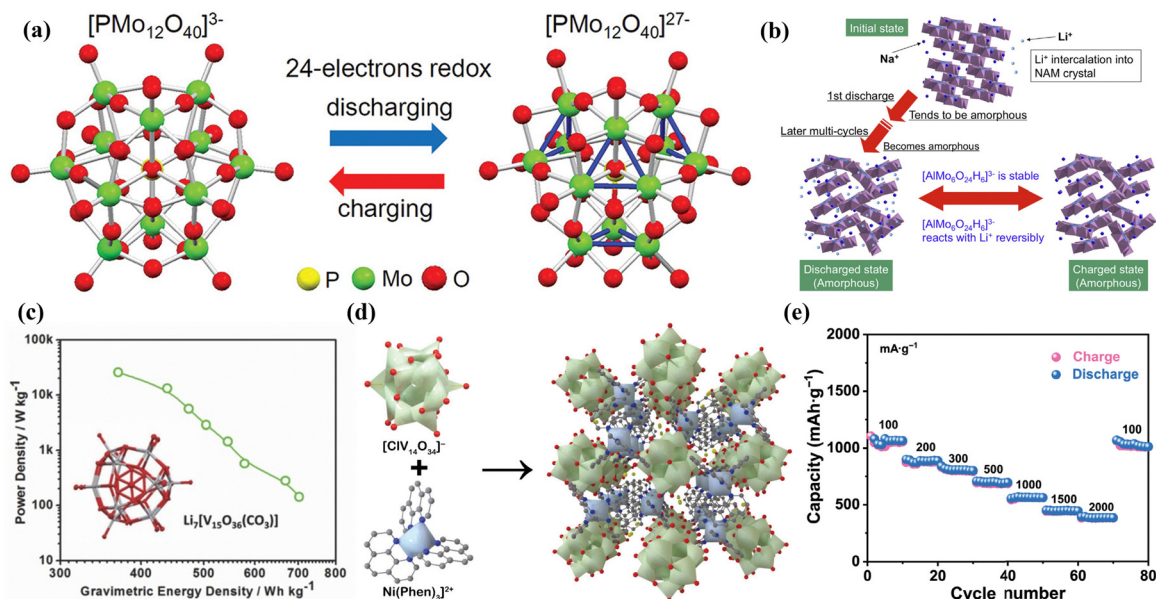 (a)
[PMo12O40]3-
[PMo12O40]27-
24-electrons redox
discharging
charging
P Mo O
(b)
Initial state
Li+
Na+
Li+ intercalation into
NAM crystal
1st discharge
Tends to be amorphous
Later multi-cycles
Becomes amorphous
[AlMo6O24H6]3- is stable
[AlMo6O24H6]3-
reacts with Li+ reversibly
Discharged state
(Amorphous)
Charged state
(Amorphous)
(c)
Power Density / W kg-1
100k
10k
1k
100
10
Li7[V15O36(CO3)]
300 400 500 600 700 800
Gravimetric Energy Density / Wh kg-1
(d)
[ClV14O34]-
+
Ni(Phen)3]2+
(e)
Capacity (mAh·g-1)
2000
1500
1000
500
0
mA·g-1
Charge
Discharge
100
200
300
500
1000
1500
2000
100
0 20 40 60 80
Cycle number